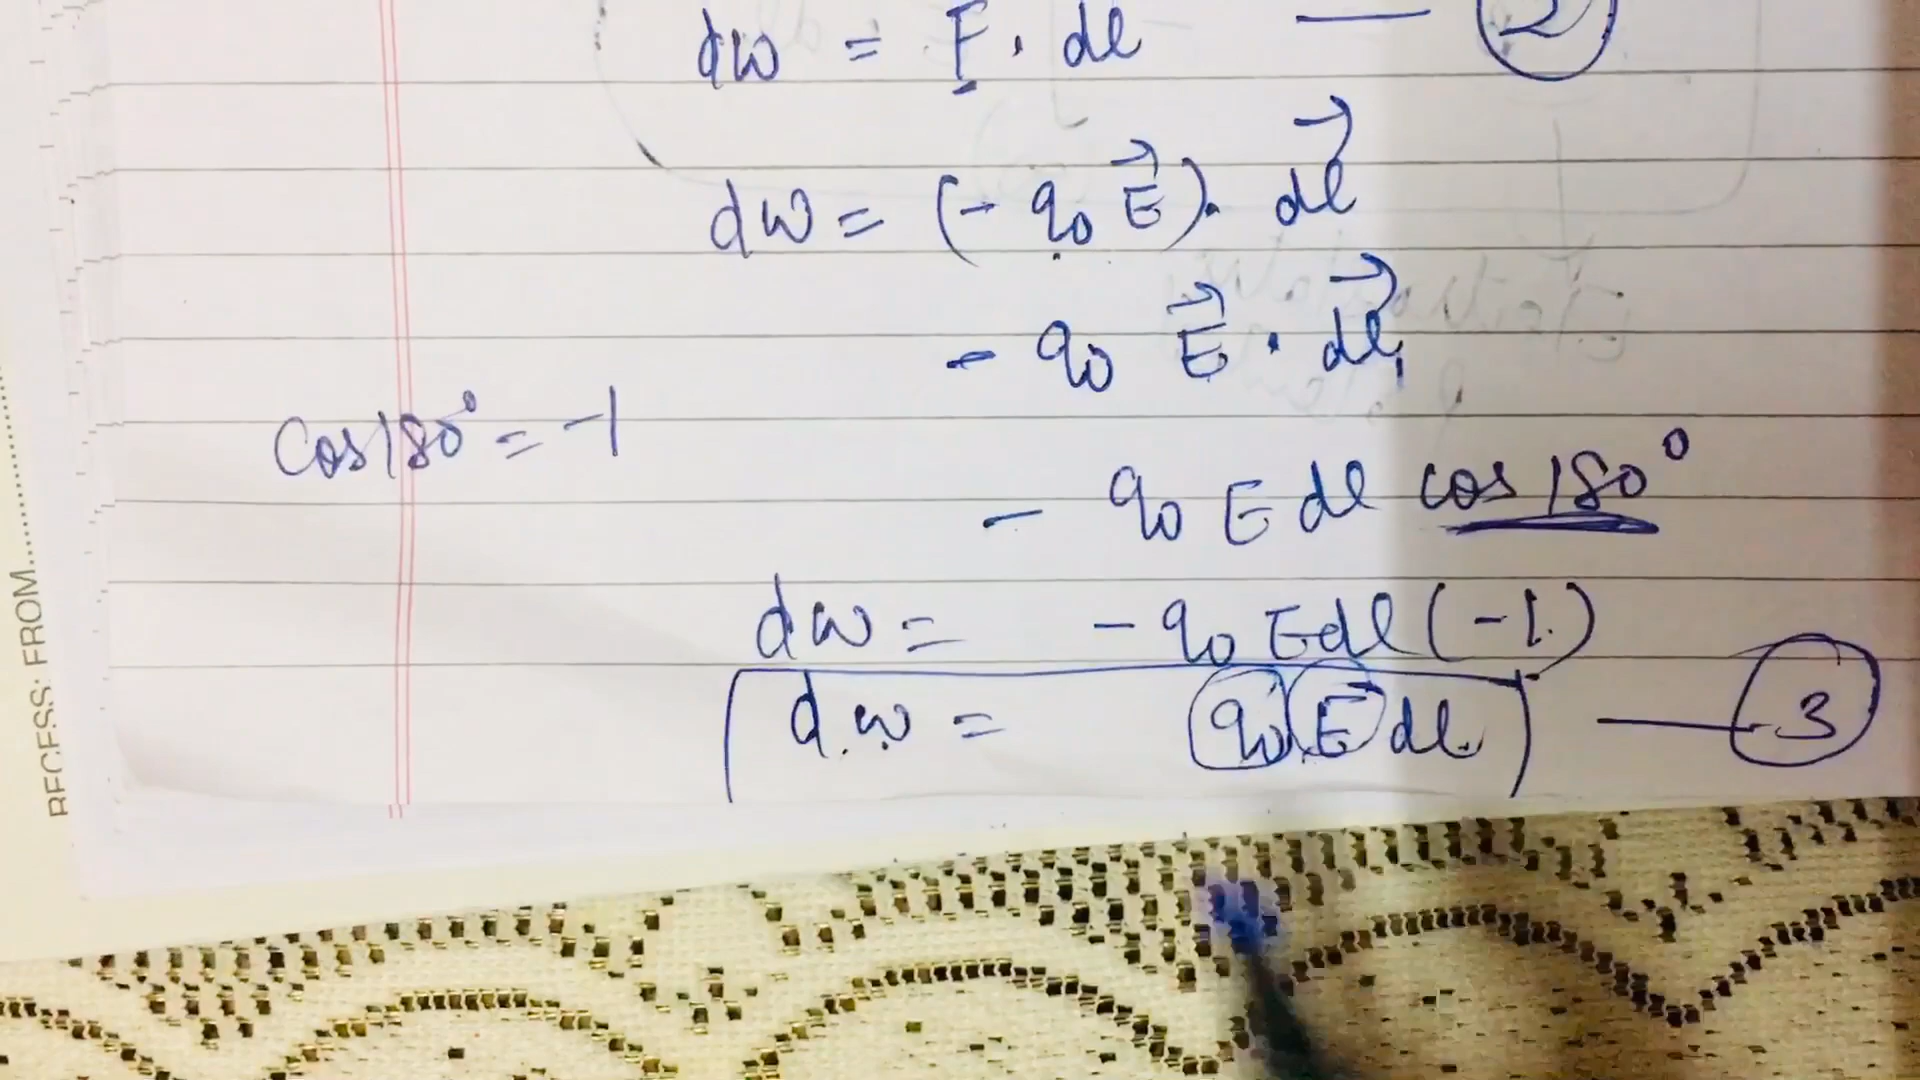 dw = F . dl — 2
dw = (- q₀ E⃗). dl⃗
- q₀ E⃗ . dl⃗,
cos180° = -1
- q₀ E dl cos 180°
dw = - q₀ E dl (-1.)
dw = q₀ E⃗ dl — 3
RECESS: FROM